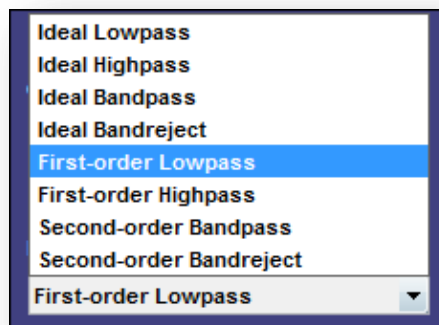 Ideal Lowpass
Ideal Highpass
Ideal Bandpass
Ideal Bandreject
First-order Lowpass
First-order Highpass
Second-order Bandpass
Second-order Bandreject
First-order Lowpass